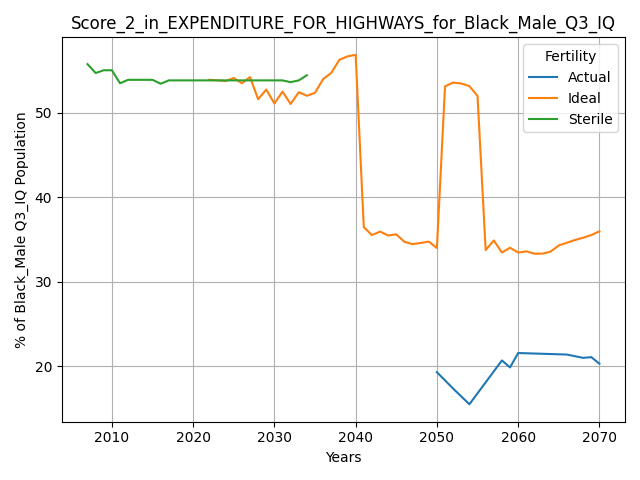 Score_2_in_EXPENDITURE_FOR_HIGHWAYS_for_Black_Male_Q3_IQ
Fertility
Actual
Ideal
Sterile
% of Black_Male Q3_IQ Population
50
40
30
20
2010 2020 2030 2040 2050 2060 2070
Years